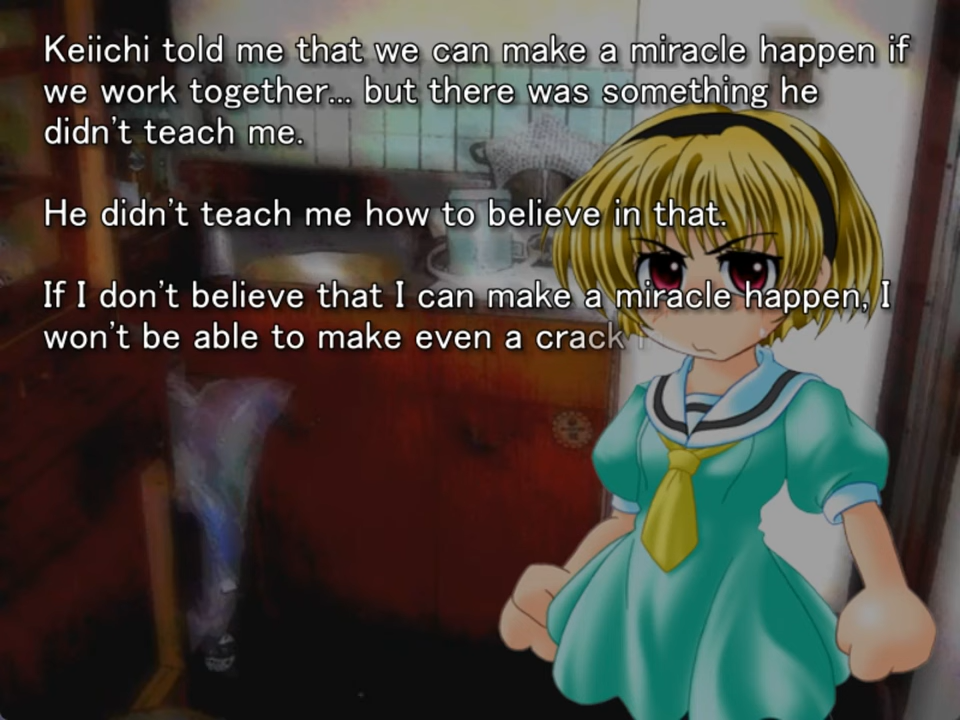 Keiichi told me that we can make a miracle happen if
we work together... but there was something he
didn't teach me.
He didn't teach me how to believe in that.
If I don't believe that I can make a miracle happen, I
won't be able to make even a crack